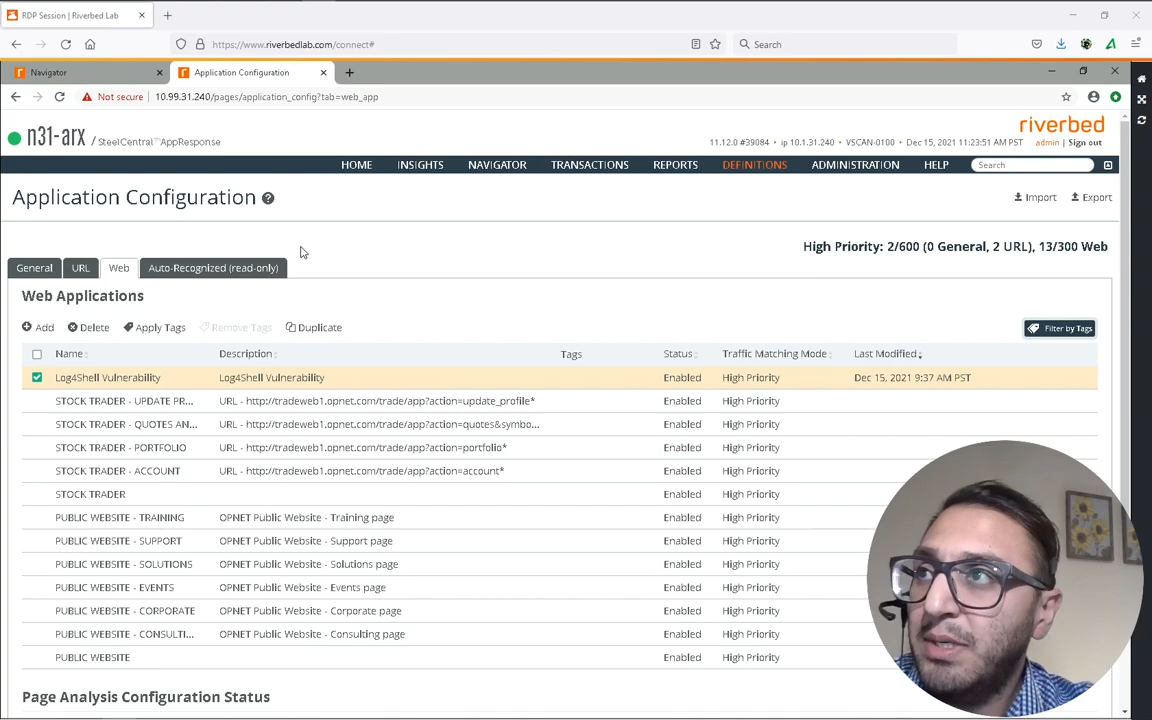 RDP Session | Riverbed Lab
https://www.riverbedlab.com/connect#
Search
Navigator
Application Configuration
Not secure
10.99.31.240/pages/application_config?tab=web_app
n31-arx / SteelCentral™AppResponse
riverbed
11.12.0 #39084 • ip 10.1.31.240 • VSCAN-0100 • Dec 15, 2021 11:23:51 AM PST
admin | Sign out
HOME INSIGHTS NAVIGATOR TRANSACTIONS REPORTS DEFINITIONS ADMINISTRATION HELP Search
Application Configuration ?
Import Export
High Priority: 2/600 (0 General, 2 URL), 13/300 Web
General URL Web Auto-Recognized (read-only)
Web Applications
Add Delete Apply Tags Remove Tags Duplicate Filter by Tags
Name Description Tags Status Traffic Matching Mode Last Modified
Log4Shell Vulnerability Log4Shell Vulnerability Enabled High Priority Dec 15, 2021 9:37 AM PST
STOCK TRADER - UPDATE PR... URL - http://tradeweb1.opnet.com/trade/app?action=update_profile* Enabled High Priority
STOCK TRADER - QUOTES AN... URL - http://tradeweb1.opnet.com/trade/app?action=quotes&symbo... Enabled High Priority
STOCK TRADER - PORTFOLIO URL - http://tradeweb1.opnet.com/trade/app?action=portfolio* Enabled High Priority
STOCK TRADER - ACCOUNT URL - http://tradeweb1.opnet.com/trade/app?action=account* Enabled High Priority
STOCK TRADER Enabled High Priority
PUBLIC WEBSITE - TRAINING OPNET Public Website - Training page Enabled High Priority
PUBLIC WEBSITE - SUPPORT OPNET Public Website - Support page Enabled High Priority
PUBLIC WEBSITE - SOLUTIONS OPNET Public Website - Solutions page Enabled High Priority
PUBLIC WEBSITE - EVENTS OPNET Public Website - Events page Enabled High Priority
PUBLIC WEBSITE - CORPORATE OPNET Public Website - Corporate page Enabled High Priority
PUBLIC WEBSITE - CONSULTI... OPNET Public Website - Consulting page Enabled High Priority
PUBLIC WEBSITE Enabled High Priority
Page Analysis Configuration Status